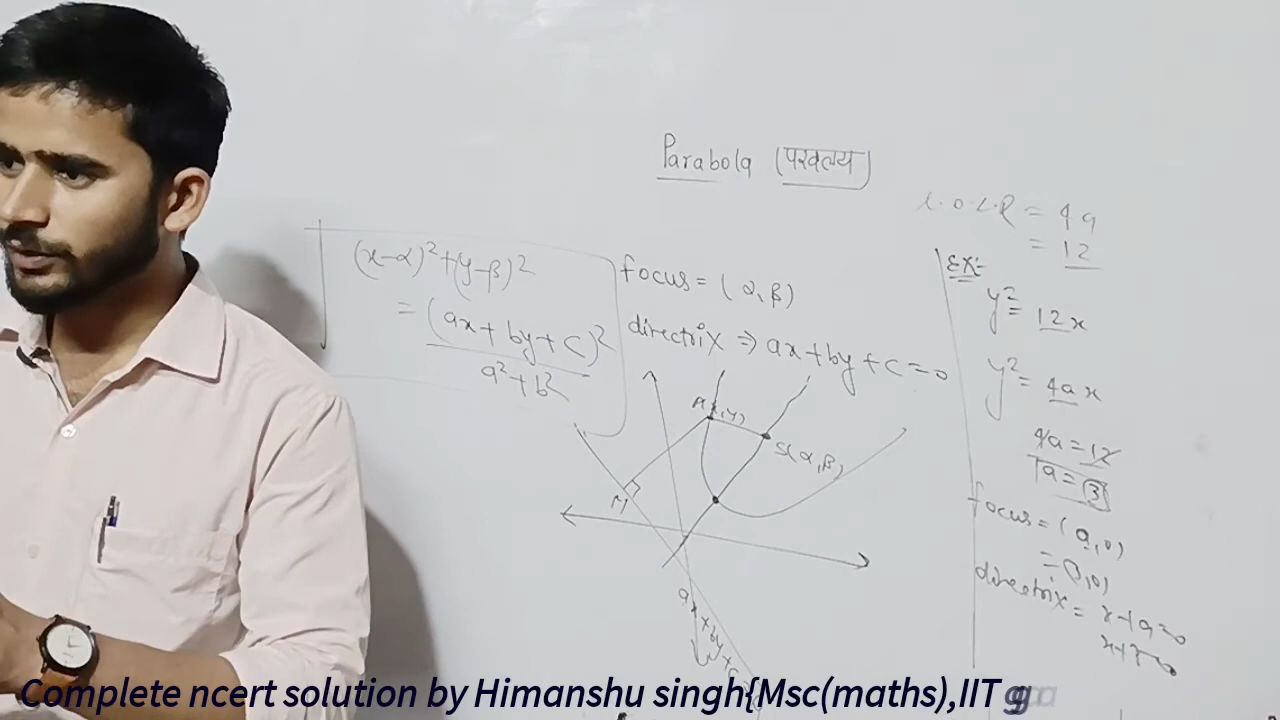 Parabola (परवलय)
L.O.L.R = 4a
= 12
(x-α)²+(y-β)²
= (ax+by+c)²
a²+b²
focus = (α,β)
directrix ⇒ ax+by+c=0
P(x,y)
S(α,β)
M
Ex:-
y² = 12x
y² = 4ax
4a = 12
a = 3
focus = (a,0)
= (3,0)
directrix = x+a=0
x+3=0
Complete ncert solution by Himanshu singh{Msc(maths),IIT g